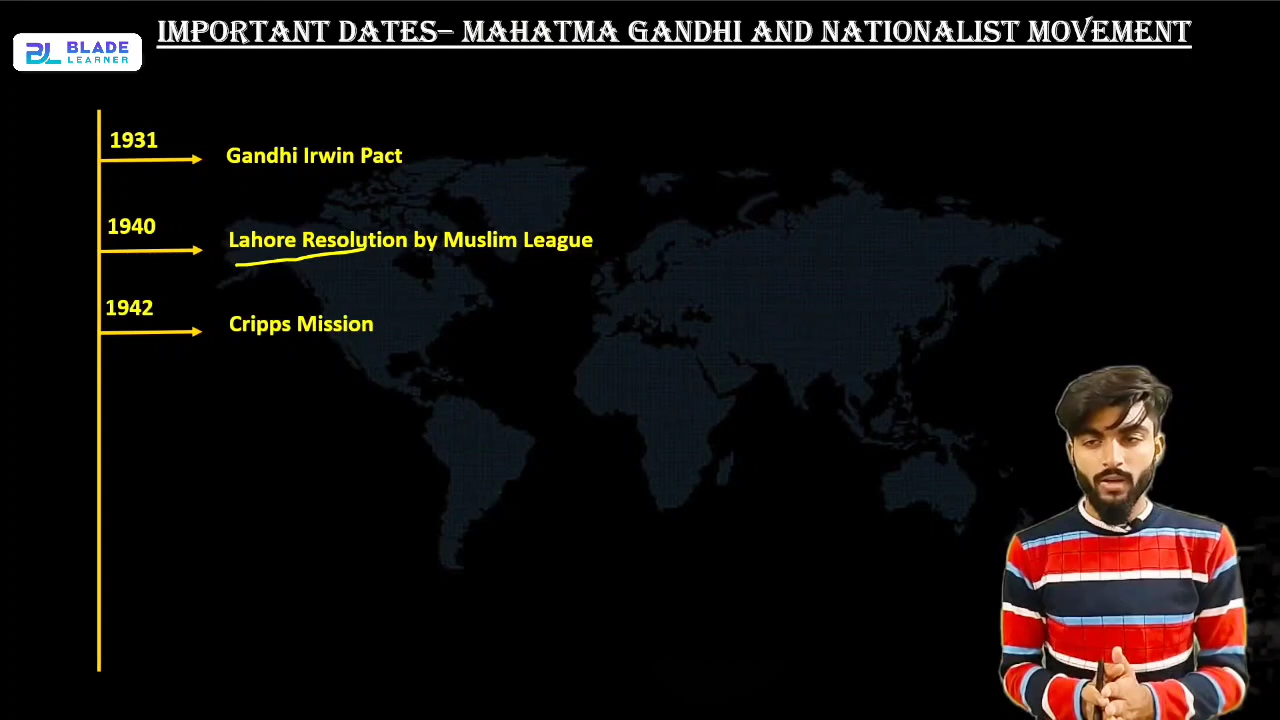 IMPORTANT DATES– MAHATMA GANDHI AND NATIONALIST MOVEMENT
BLADE
LEARNER
1931
Gandhi Irwin Pact
1940
Lahore Resolution by Muslim League
1942
Cripps Mission